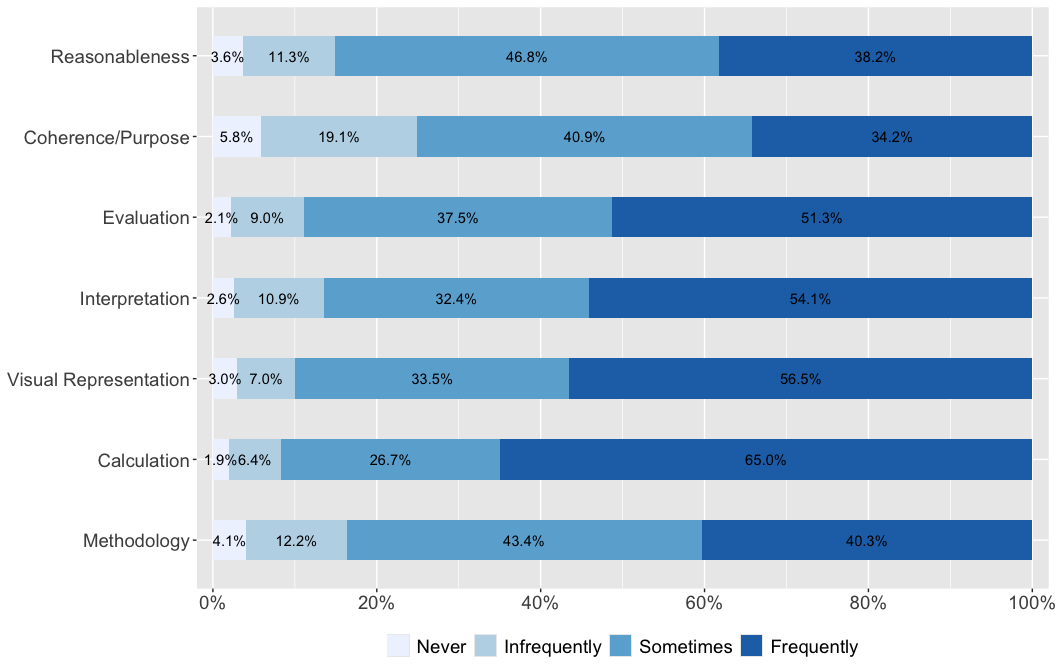 Reasonableness 3.6% 11.3% 46.8% 38.2%
Coherence/Purpose 5.8% 19.1% 40.9% 34.2%
Evaluation 2.1% 9.0% 37.5% 51.3%
Interpretation 2.6% 10.9% 32.4% 54.1%
Visual Representation 3.0% 7.0% 33.5% 56.5%
Calculation 1.9% 6.4% 26.7% 65.0%
Methodology 4.1% 12.2% 43.4% 40.3%
0% 20% 40% 60% 80% 100%
Never Infrequently Sometimes Frequently